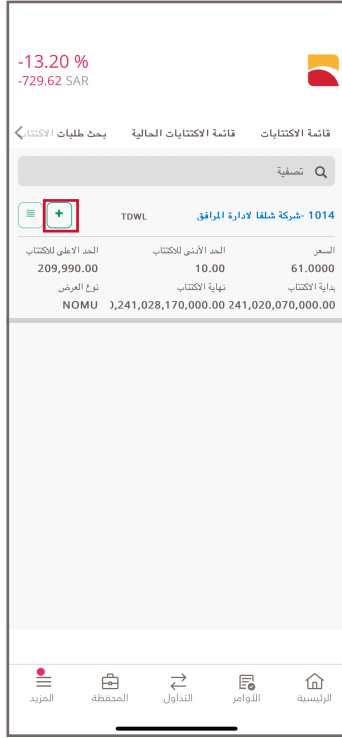 -13.20 %
-729.62 SAR
قائمة الاكتتابات قائمة الاكتتابات الحالية بحث طلبات الاكتتاب
تصفية
1014 -شركة شلفا لادارة المرافق TDWL
السعر الحد الأدنى للاكتتاب الحد الاعلى للاكتتاب
61.0000 10.00 209,990.00
بداية الاكتتاب نهاية الاكتتاب نوع العرض
241,020,070,000.00 0,241,028,170,000.00 NOMU
الرئيسية الأوامر التداول المحفظة المزيد